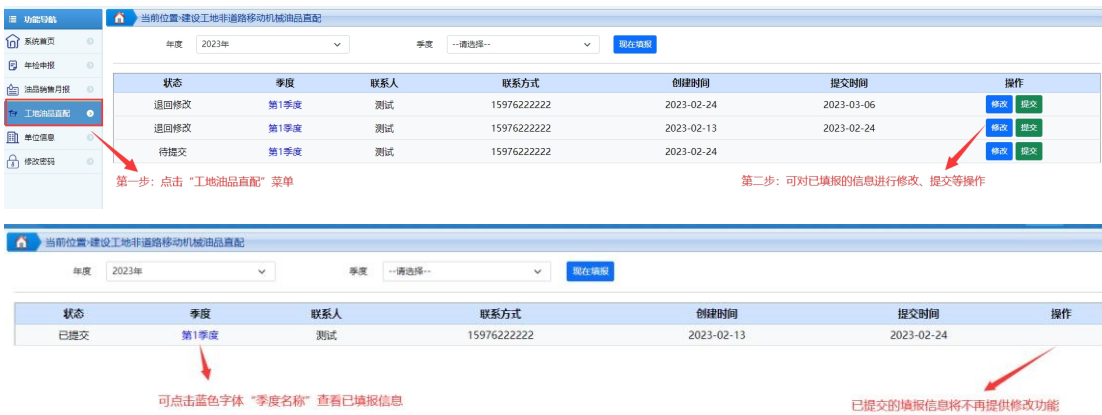 功能导航
当前位置›建设工地非道路移动机械油品直配
系统首页
年度 2023年 季度 --请选择-- 现在填报
年检申报
状态 季度 联系人 联系方式 创建时间 提交时间 操作
油品销售月报
退回修改 第1季度 测试 15976222222 2023-02-24 2023-03-06 修改 提交
工地油品直配
退回修改 第1季度 测试 15976222222 2023-02-13 2023-02-24 修改 提交
单位信息
待提交 第1季度 测试 15976222222 2023-02-24 修改 提交
修改密码
第一步：点击“工地油品直配”菜单
第二步：可对已填报的信息进行修改、提交等操作
当前位置›建设工地非道路移动机械油品直配
年度 2023年 季度 --请选择-- 现在填报
状态 季度 联系人 联系方式 创建时间 提交时间 操作
已提交 第1季度 测试 15976222222 2023-02-13 2023-02-24
可点击蓝色字体“季度名称”查看已填报信息
已提交的填报信息将不再提供修改功能